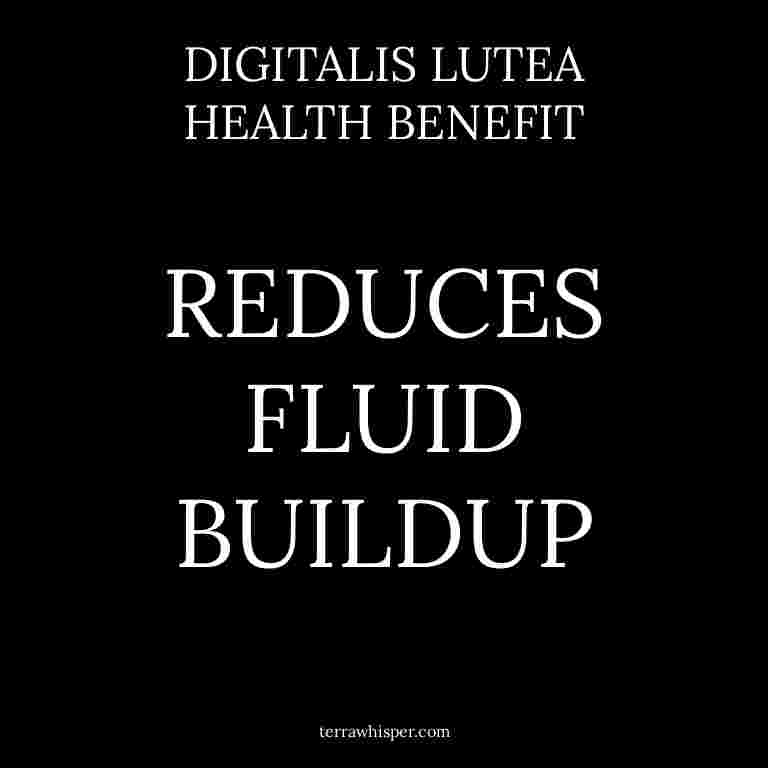 DIGITALIS LUTEA
HEALTH BENEFIT
REDUCES
FLUID
BUILDUP
terrawhisper.com